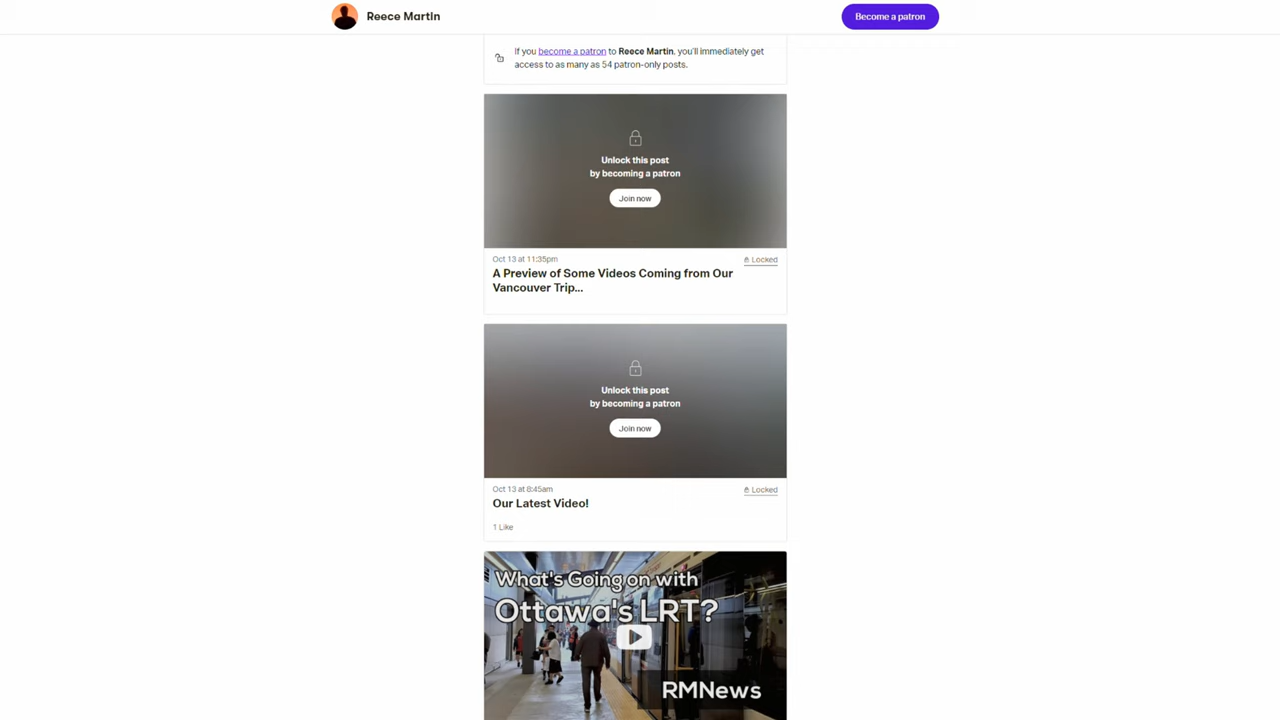 Reece Martin
Become a patron
If you become a patron to Reece Martin, you'll immediately get
access to as many as 54 patron-only posts.
Unlock this post
by becoming a patron
Join now
Oct 13 at 11:35pm
Locked
A Preview of Some Videos Coming from Our
Vancouver Trip...
Unlock this post
by becoming a patron
Join now
Oct 13 at 8:45am
Locked
Our Latest Video!
1 Like
What's Going on with
Ottawa's LRT?
RMNews